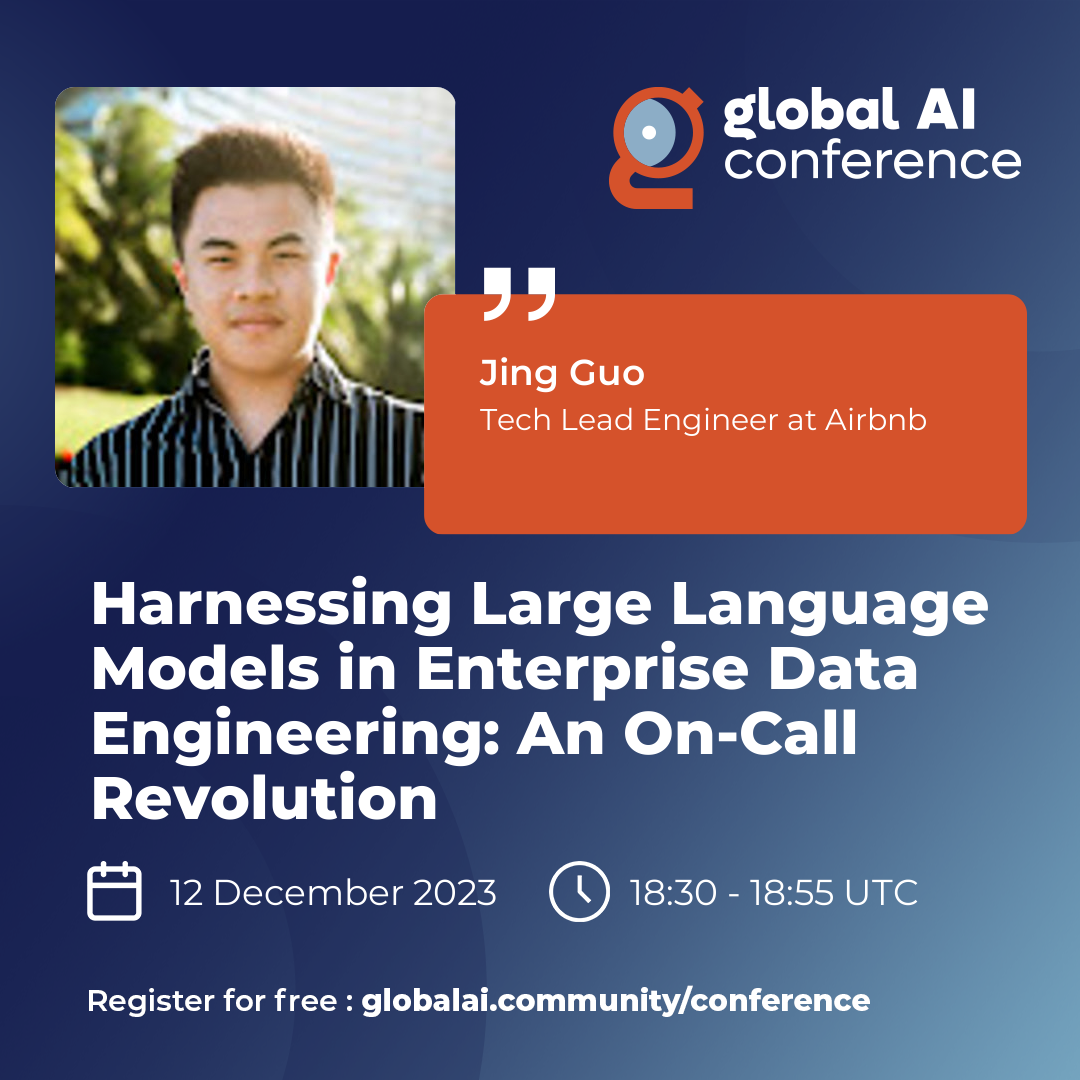 global AI
conference
Jing Guo
Tech Lead Engineer at Airbnb
Harnessing Large Language
Models in Enterprise Data
Engineering: An On-Call
Revolution
12 December 2023
18:30 - 18:55 UTC
Register for free : globalai.community/conference